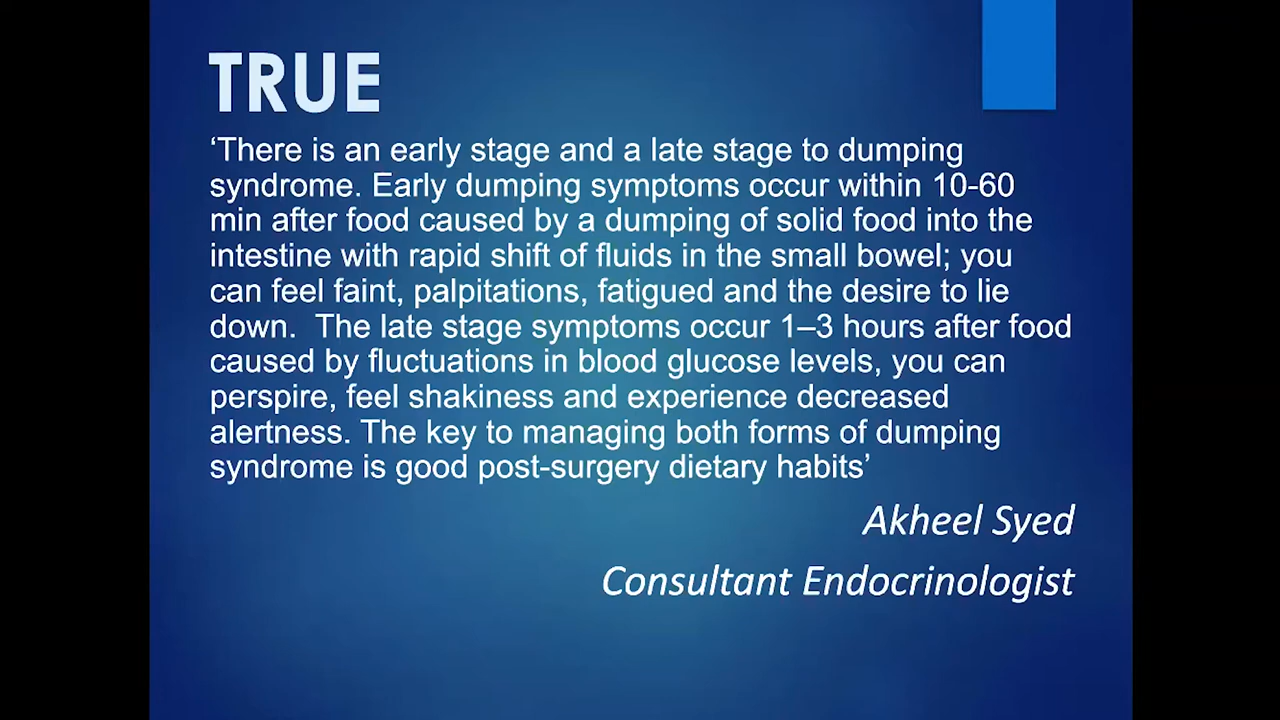 TRUE
‘There is an early stage and a late stage to dumping
syndrome. Early dumping symptoms occur within 10-60
min after food caused by a dumping of solid food into the
intestine with rapid shift of fluids in the small bowel; you
can feel faint, palpitations, fatigued and the desire to lie
down.  The late stage symptoms occur 1–3 hours after food
caused by fluctuations in blood glucose levels, you can
perspire, feel shakiness and experience decreased
alertness. The key to managing both forms of dumping
syndrome is good post-surgery dietary habits’
Akheel Syed
Consultant Endocrinologist